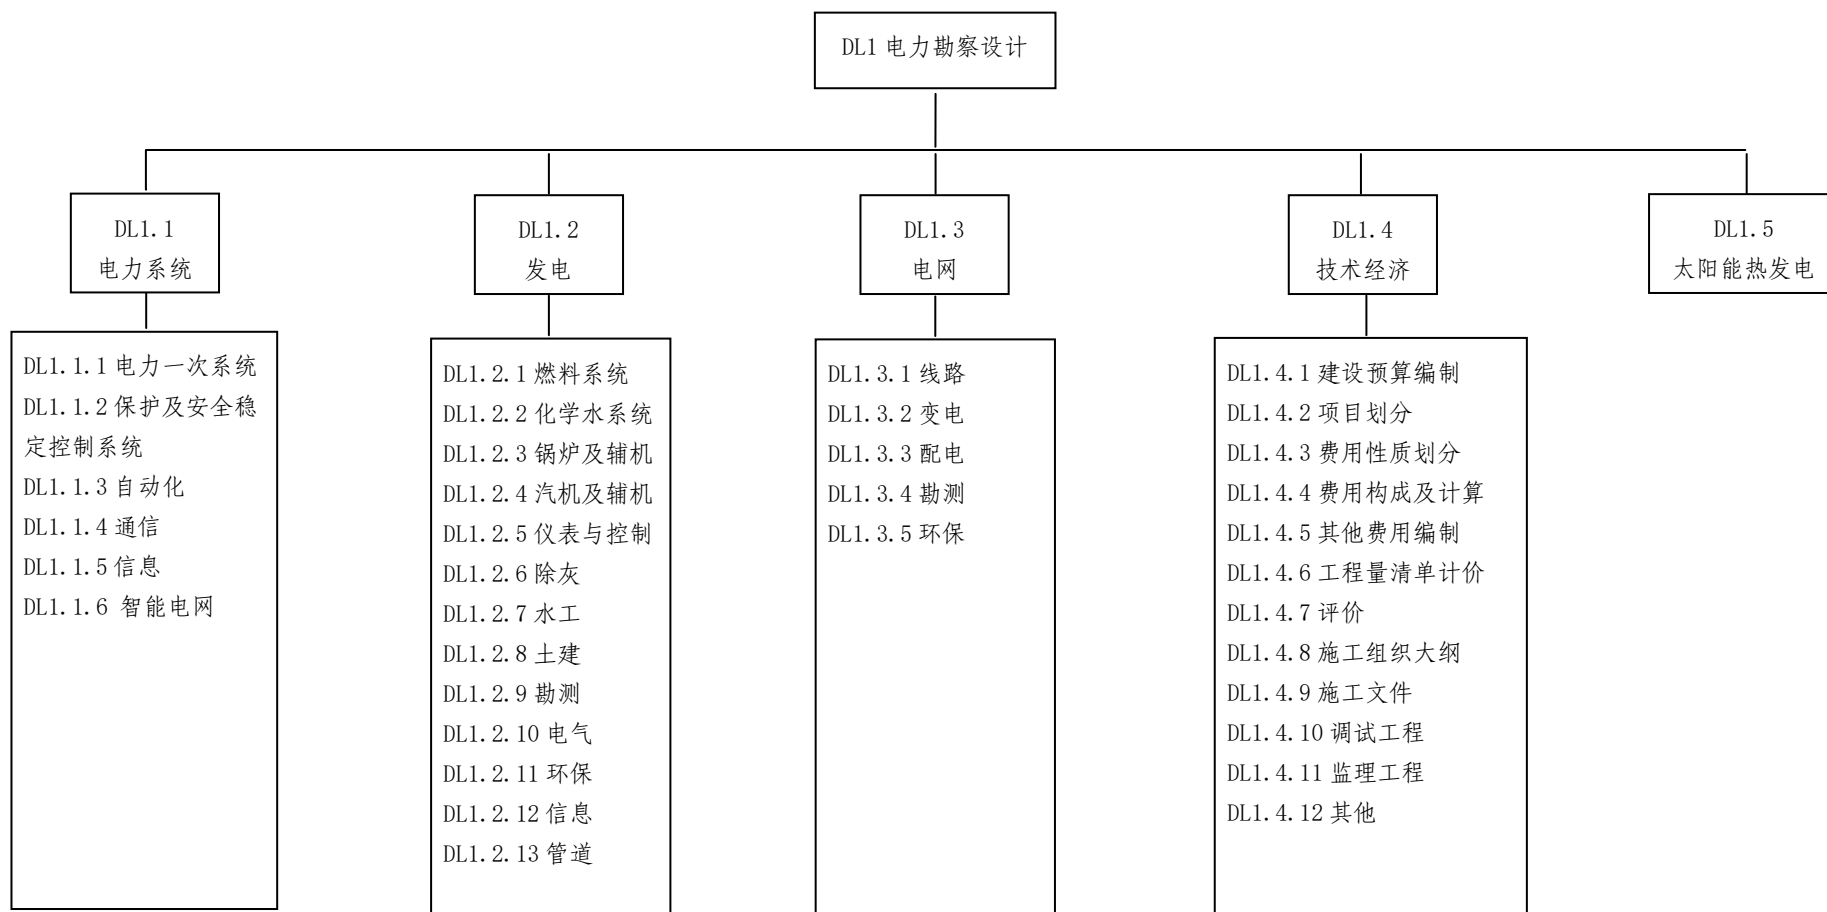 DL1 电力勘察设计
DL1.1
电力系统
DL1.2
发电
DL1.3
电网
DL1.4
技术经济
DL1.5
太阳能热发电
DL1.1.1 电力一次系统
DL1.1.2 保护及安全稳
定控制系统
DL1.1.3 自动化
DL1.1.4 通信
DL1.1.5 信息
DL1.1.6 智能电网
DL1.2.1 燃料系统
DL1.2.2 化学水系统
DL1.2.3 锅炉及辅机
DL1.2.4 汽机及辅机
DL1.2.5 仪表与控制
DL1.2.6 除灰
DL1.2.7 水工
DL1.2.8 土建
DL1.2.9 勘测
DL1.2.10 电气
DL1.2.11 环保
DL1.2.12 信息
DL1.2.13 管道
DL1.3.1 线路
DL1.3.2 变电
DL1.3.3 配电
DL1.3.4 勘测
DL1.3.5 环保
DL1.4.1 建设预算编制
DL1.4.2 项目划分
DL1.4.3 费用性质划分
DL1.4.4 费用构成及计算
DL1.4.5 其他费用编制
DL1.4.6 工程量清单计价
DL1.4.7 评价
DL1.4.8 施工组织大纲
DL1.4.9 施工文件
DL1.4.10 调试工程
DL1.4.11 监理工程
DL1.4.12 其他